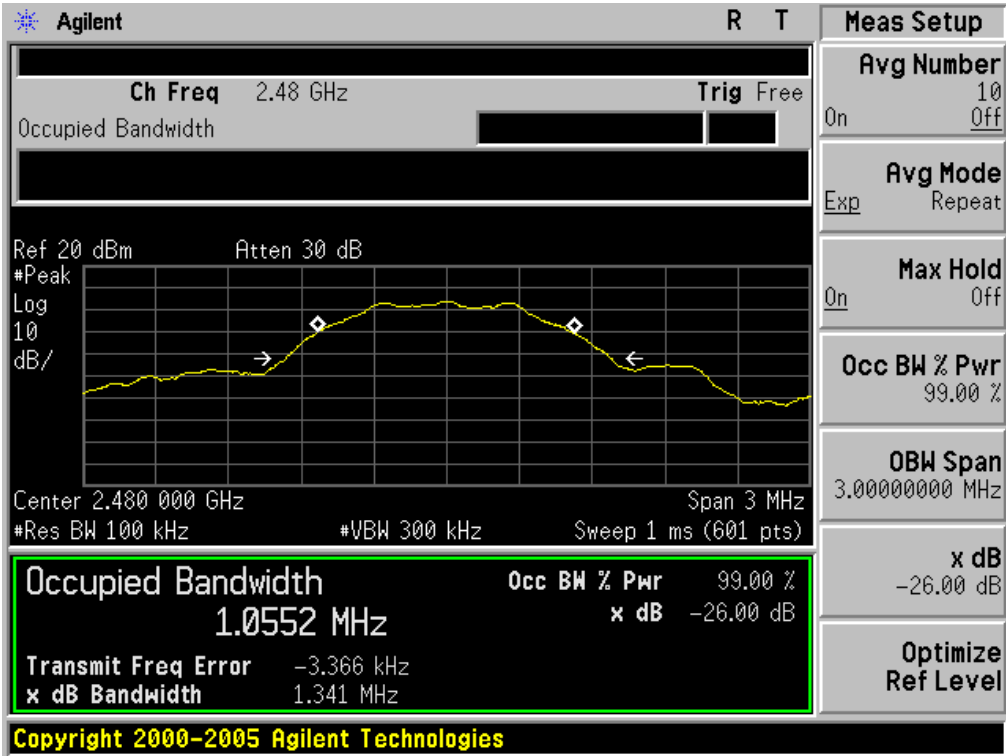 Agilent
R T
Ch Freq 2.48 GHz Trig Free
Occupied Bandwidth
Ref 20 dBm Atten 30 dB
#Peak
Log
10
dB/
Center 2.480 000 GHz Span 3 MHz
#Res BW 100 kHz #VBW 300 kHz Sweep 1 ms (601 pts)
Occupied Bandwidth
1.0552 MHz
Occ BW % Pwr 99.00 %
x dB -26.00 dB
Transmit Freq Error -3.366 kHz
x dB Bandwidth 1.341 MHz
Meas Setup
Avg Number
10
On Off
Avg Mode
Exp Repeat
Max Hold
On Off
Occ BW % Pwr
99.00 %
OBW Span
3.00000000 MHz
x dB
-26.00 dB
Optimize
Ref Level
Copyright 2000-2005 Agilent Technologies